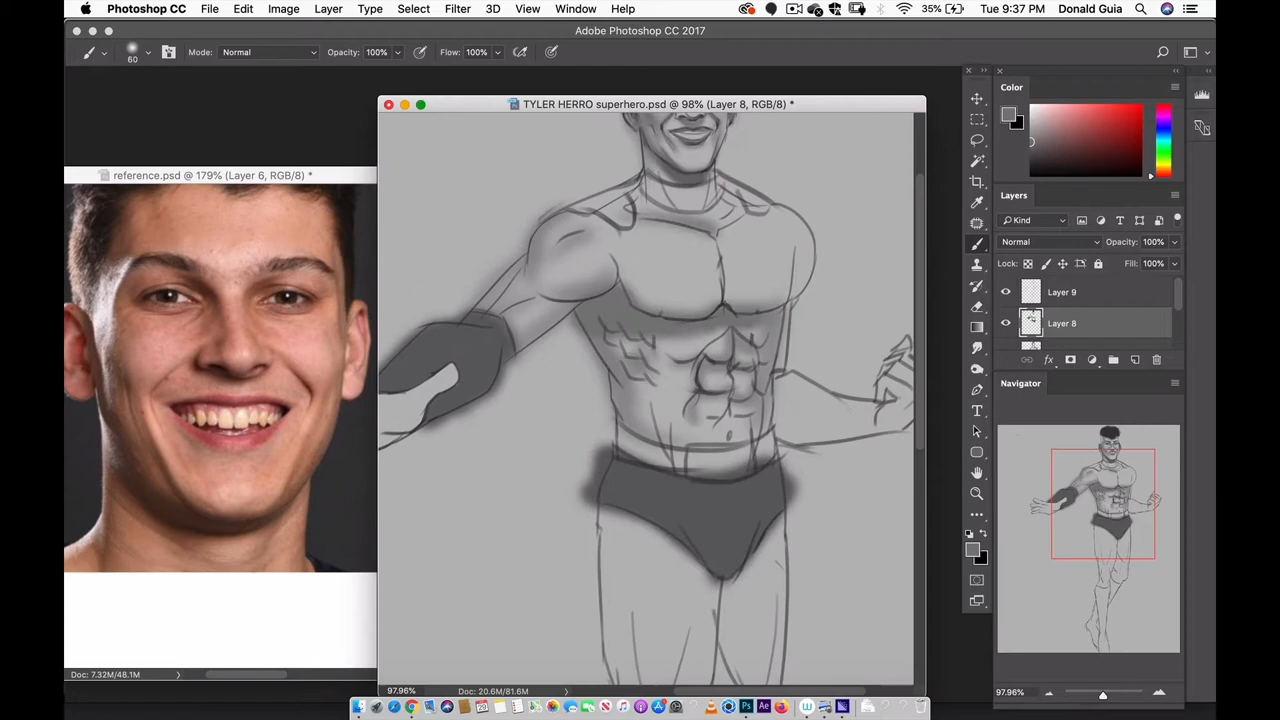 Photoshop CC File Edit Image Layer Type Select Filter 3D View Window Help 35% Tue 9:37 PM Donald Guia
Adobe Photoshop CC 2017
60 Mode: Normal Opacity: 100% Flow: 100%
TYLER HERRO superhero.psd @ 98% (Layer 8, RGB/8) *
reference.psd @ 179% (Layer 6, RGB/8) *
Color
Layers
Kind
Normal Opacity: 100%
Lock: Fill: 100%
Layer 9
Layer 8
Navigator
Doc: 7.32M/48.1M
97.96% Doc: 20.6M/81.6M
97.96%